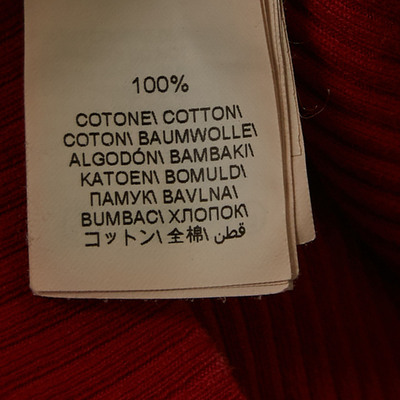 100%
COTONE\ COTTON\
COTON\ BAUMWOLLE\
ALGODÓN\ BAMBAKI\
KATOEN\ BOMULD\
ПАМУК\ BAVLNA\
BUMBAC\ ХЛОПОК\
コットン\ 全棉\ قطن